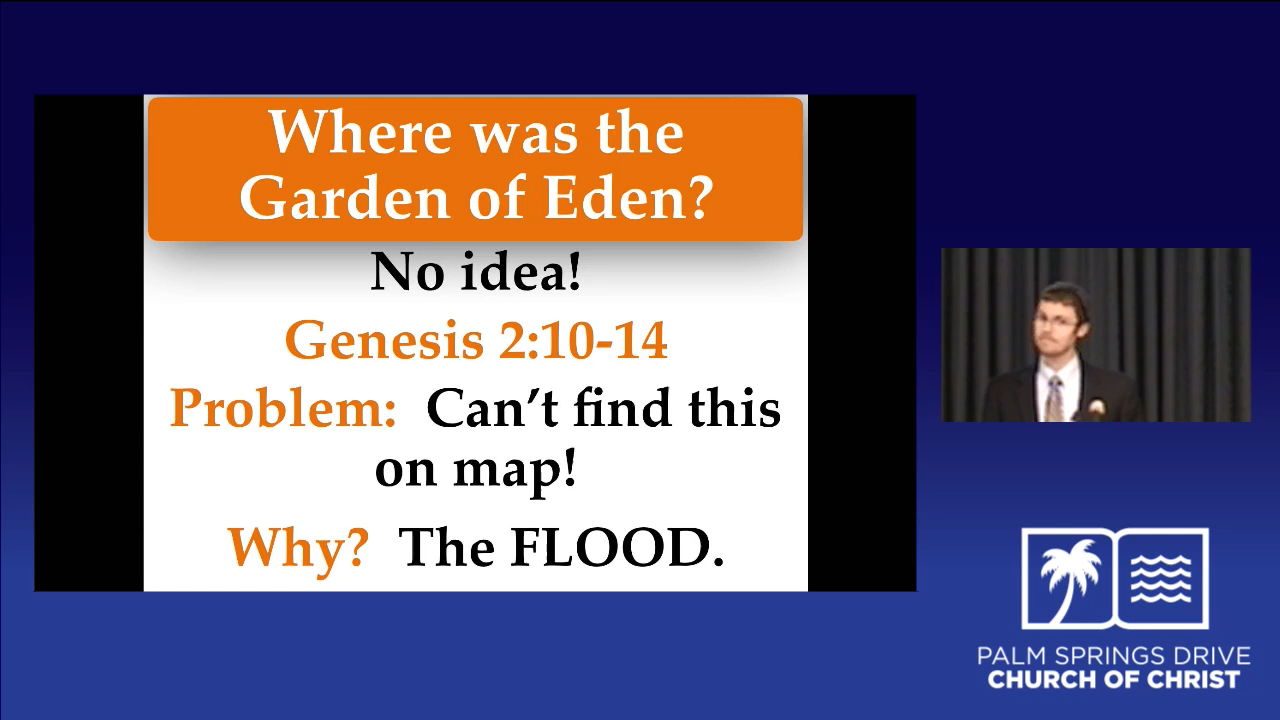 Where was the
Garden of Eden?
No idea!
Genesis 2:10-14
Problem: Can't find this
on map!
Why? The FLOOD.
PALM SPRINGS DRIVE
CHURCH OF CHRIST